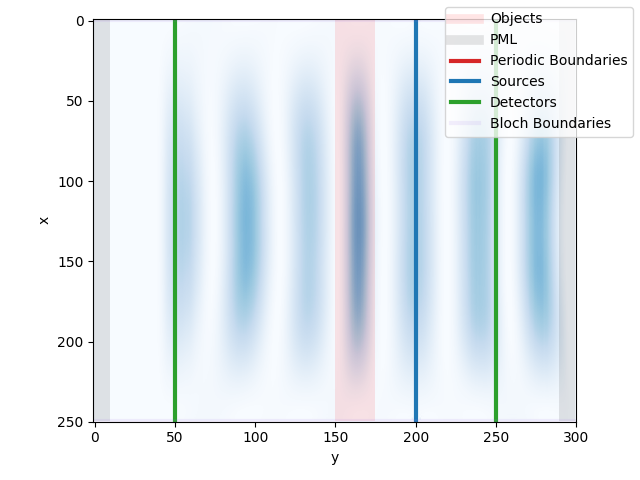 Objects
PML
Periodic Boundaries
Sources
Detectors
Bloch Boundaries
0
50
100
150
200
250
x
0
50
100
150
200
250
300
y